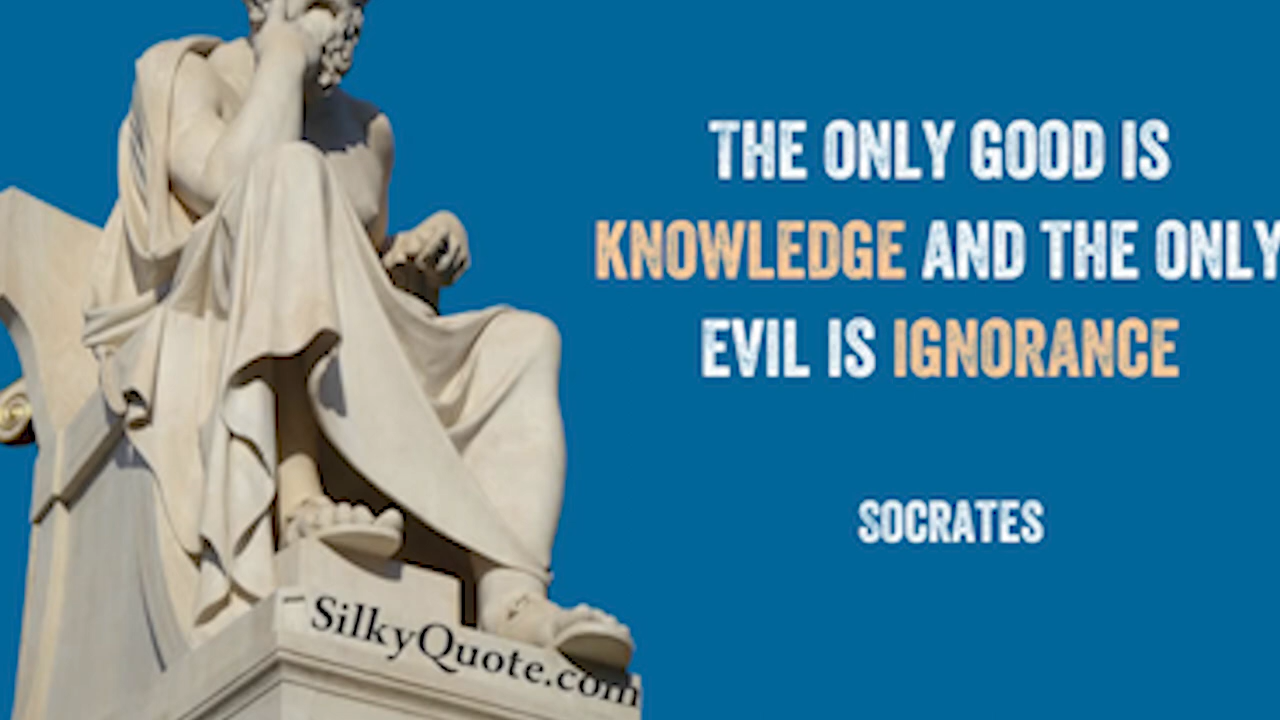 THE ONLY GOOD IS
KNOWLEDGE AND THE ONLY
EVIL IS IGNORANCE
SOCRATES
SilkyQuote.com